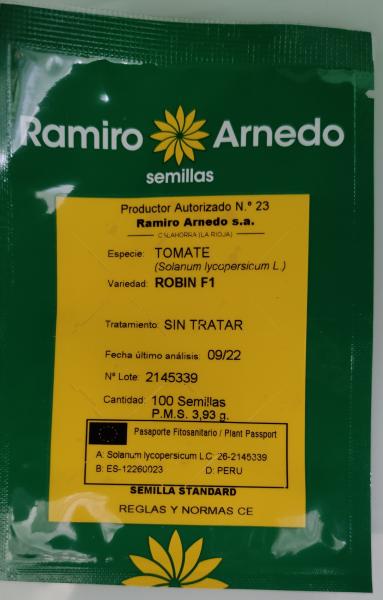 Ramiro Arnedo
semillas
Productor Autorizado N.º 23
Ramiro Arnedo s.a.
CALAHORRA (LA RIOJA)
Especie: TOMATE
(Solanum lycopersicum L.)
Variedad: ROBIN F1
Tratamiento: SIN TRATAR
Fecha último análisis: 09/22
Nº Lote: 2145339
Cantidad: 100 Semillas
P.M.S. 3,93 g.
Pasaporte Fitosanitario / Plant Passport
A: Solanum lycopersicum L.C: 26-2145339
B: ES-12260023 D: PERU
SEMILLA STANDARD
REGLAS Y NORMAS CE